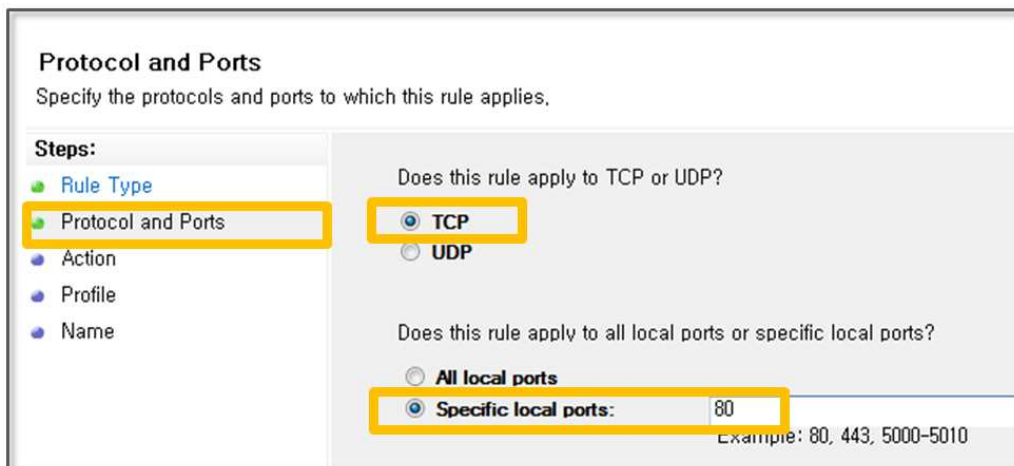 Protocol and Ports
Specify the protocols and ports to which this rule applies,
Steps:
Rule Type
Protocol and Ports
Action
Profile
Name
Does this rule apply to TCP or UDP?
TCP
UDP
Does this rule apply to all local ports or specific local ports?
All local ports
Specific local ports: 80
Example: 80, 443, 5000-5010